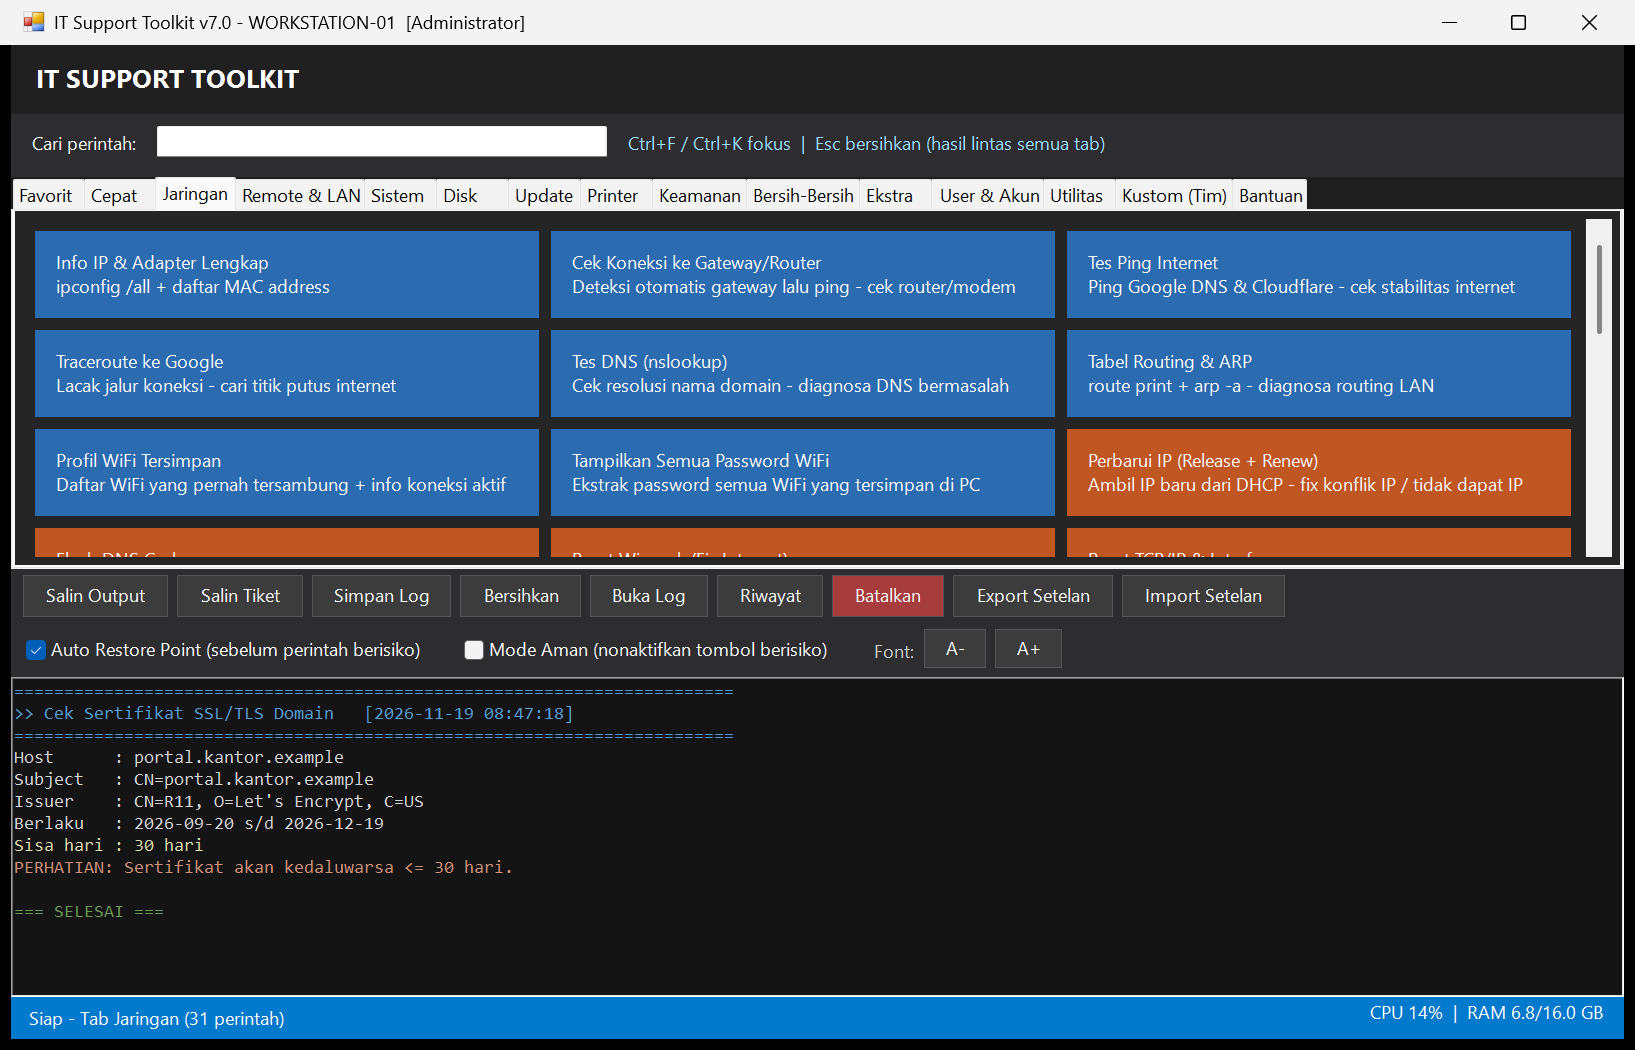 IT Support Toolkit v7.0 - WORKSTATION-01 [Administrator]
IT SUPPORT TOOLKIT
Cari perintah:
Ctrl+F / Ctrl+K fokus | Esc bersihkan (hasil lintas semua tab)
Favorit Cepat Jaringan Remote & LAN Sistem Disk Update Printer Keamanan Bersih-Bersih Ekstra User & Akun Utilitas Kustom (Tim) Bantuan
Info IP & Adapter Lengkap
ipconfig /all + daftar MAC address
Cek Koneksi ke Gateway/Router
Deteksi otomatis gateway lalu ping - cek router/modem
Tes Ping Internet
Ping Google DNS & Cloudflare - cek stabilitas internet
Traceroute ke Google
Lacak jalur koneksi - cari titik putus internet
Tes DNS (nslookup)
Cek resolusi nama domain - diagnosa DNS bermasalah
Tabel Routing & ARP
route print + arp -a - diagnosa routing LAN
Profil WiFi Tersimpan
Daftar WiFi yang pernah tersambung + info koneksi aktif
Tampilkan Semua Password WiFi
Ekstrak password semua WiFi yang tersimpan di PC
Perbarui IP (Release + Renew)
Ambil IP baru dari DHCP - fix konflik IP / tidak dapat IP
Salin Output Salin Tiket Simpan Log Bersihkan Buka Log Riwayat Batalkan Export Setelan Import Setelan
Auto Restore Point (sebelum perintah berisiko) Mode Aman (nonaktifkan tombol berisiko) Font: A- A+
========================================================================
>> Cek Sertifikat SSL/TLS Domain [2026-11-19 08:47:18]
========================================================================
Host : portal.kantor.example
Subject : CN=portal.kantor.example
Issuer : CN=R11, O=Let's Encrypt, C=US
Berlaku : 2026-09-20 s/d 2026-12-19
Sisa hari : 30 hari
PERHATIAN: Sertifikat akan kedaluwarsa <= 30 hari.
=== SELESAI ===
Siap - Tab Jaringan (31 perintah)
CPU 14% | RAM 6.8/16.0 GB